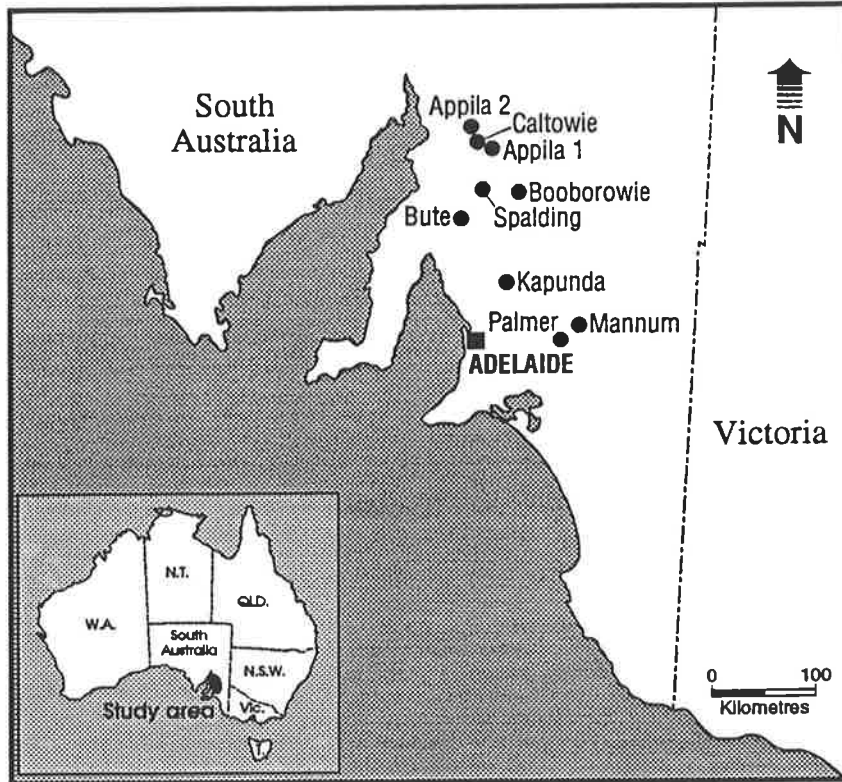 South
Australia
Appila 2
Caltowie
Appila 1
Booborowie
Spalding
Bute
Kapunda
Palmer
Mannum
ADELAIDE
Victoria
N
0 100
Kilometres
N.T.
QLD.
W.A.
South
Australia
N.S.W.
Vic.
Study area
T.